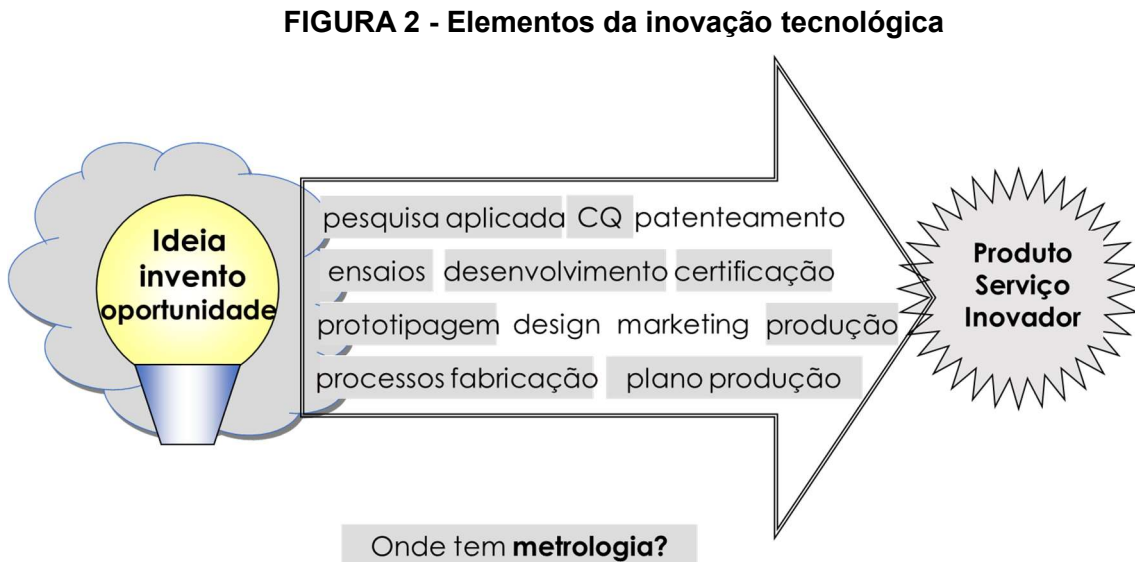 FIGURA 2 - Elementos da inovação tecnológica
Ideia
invento
oportunidade
pesquisa aplicada CQ patenteamento
ensaios desenvolvimento certificação
prototipagem design marketing produção
processos fabricação plano produção
Produto
Serviço
Inovador
Onde tem metrologia?